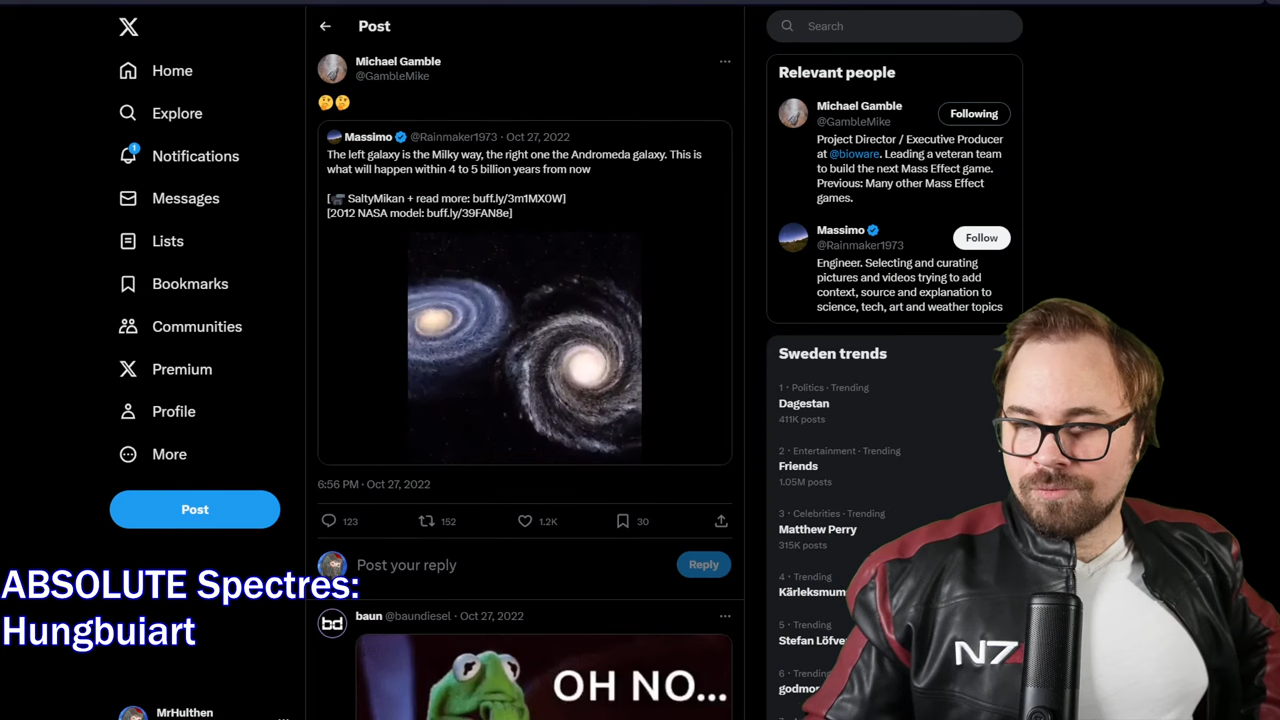 Home
Explore
1
Notifications
Messages
Lists
Bookmarks
Communities
Premium
Profile
More
Post
ABSOLUTE Spectres:
Hungbuiart
MrHulthen
Post
Michael Gamble
@GambleMike
Massimo @Rainmaker1973 · Oct 27, 2022
The left galaxy is the Milky way, the right one the Andromeda galaxy. This is
what will happen within 4 to 5 billion years from now
[📹 SaltyMikan + read more: buff.ly/3m1MX0W]
[2012 NASA model: buff.ly/39FAN8e]
6:56 PM · Oct 27, 2022
123 152 1.2K 30
Post your reply
Reply
bd
baun @baundiesel · Oct 27, 2022
OH NO...
Search
Relevant people
Michael Gamble
@GambleMike
Following
Project Director / Executive Producer
at @bioware. Leading a veteran team
to build the next Mass Effect game.
Previous: Many other Mass Effect
games.
Massimo
@Rainmaker1973
Follow
Engineer. Selecting and curating
pictures and videos trying to add
context, source and explanation to
science, tech, art and weather topics
Sweden trends
1 · Politics · Trending
Dagestan
411K posts
2 · Entertainment · Trending
Friends
1.05M posts
3 · Celebrities · Trending
Matthew Perry
315K posts
4 · Trending
Kärleksmum
5 · Trending
Stefan Löfve
6 · Trending
godmo
N7